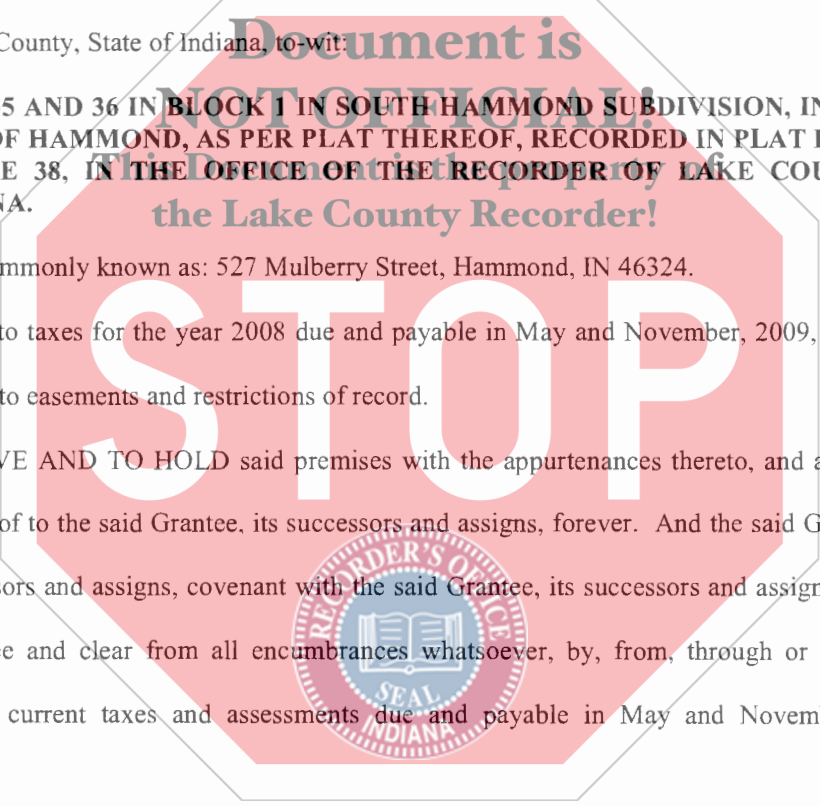 County, State of Indiana, to-wit:
Document is
5 AND 36 IN BLOCK 1 IN SOUTH HAMMOND SUBDIVISION, IN
NOT OFFICIAL!
OF HAMMOND, AS PER PLAT THEREOF, RECORDED IN PLAT
This Document is the property of
E 38, IN THE OFFICE OF THE RECORDER OF LAKE COU
NA.
the Lake County Recorder!
mmonly known as: 527 Mulberry Street, Hammond, IN 46324.
STOP
to taxes for the year 2008 due and payable in May and November, 2009,
to easements and restrictions of record.
VE AND TO HOLD said premises with the appurtenances thereto, and a
of to the said Grantee, its successors and assigns, forever. And the said G
sors and assigns, covenant with the said Grantee, its successors and assign
e and clear from all encumbrances whatsoever, by, from, through or
current taxes and assessments due and payable in May and Novem
RECORDER'S OFFICE
SEAL
INDIANA